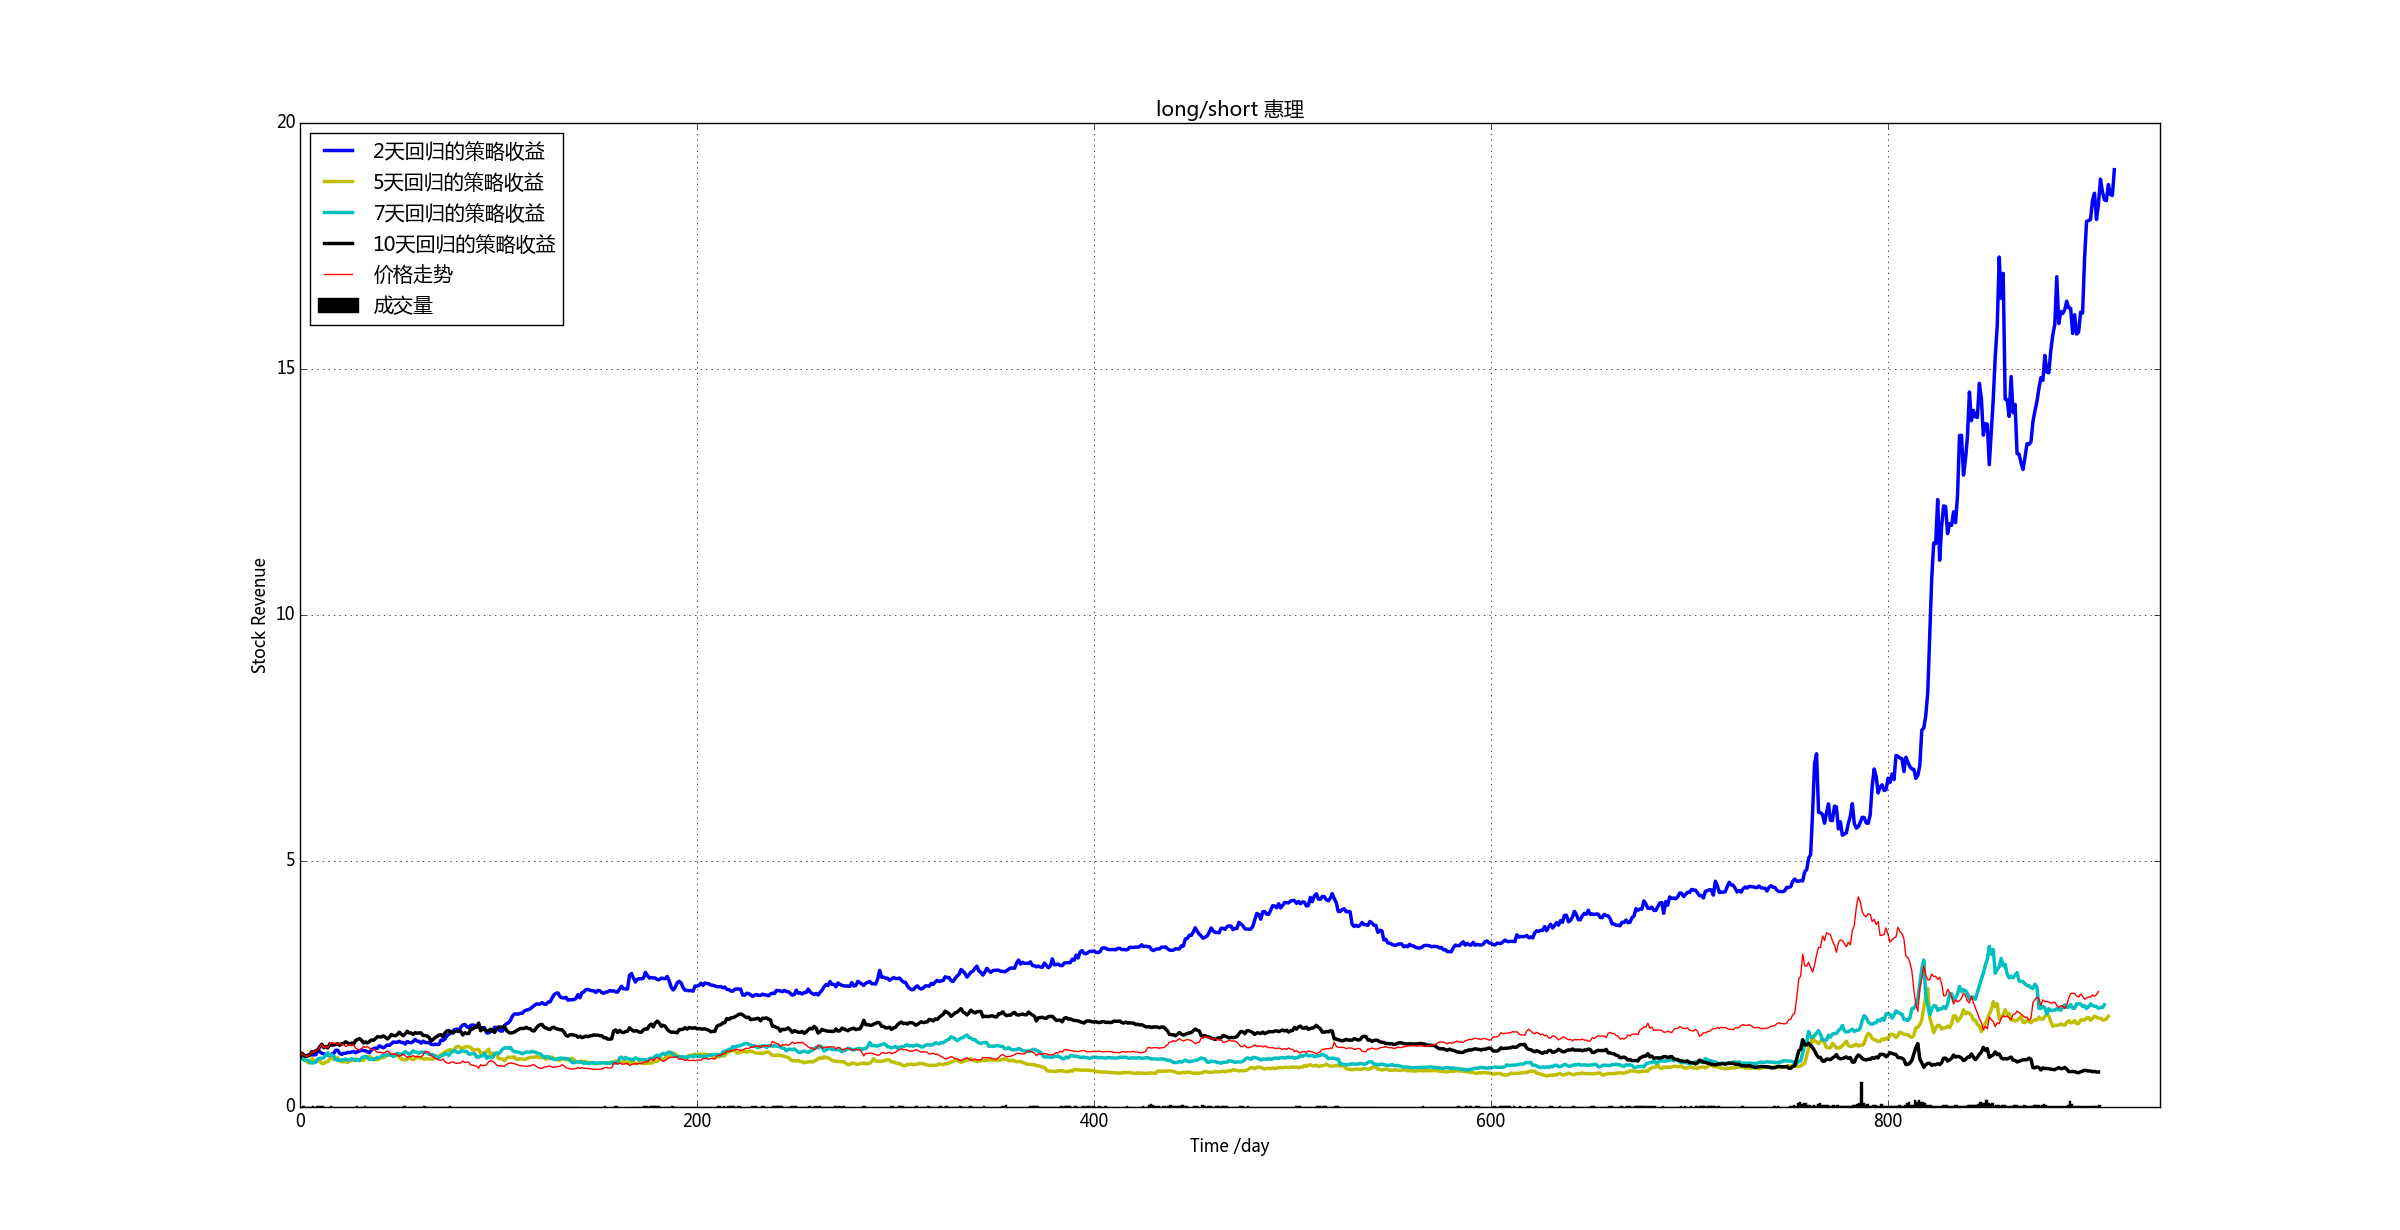 long/short 惠理
20
15
10
5
0
Stock Revenue
2天回归的策略收益
5天回归的策略收益
7天回归的策略收益
10天回归的策略收益
价格走势
成交量
0 200 400 600 800
Time /day